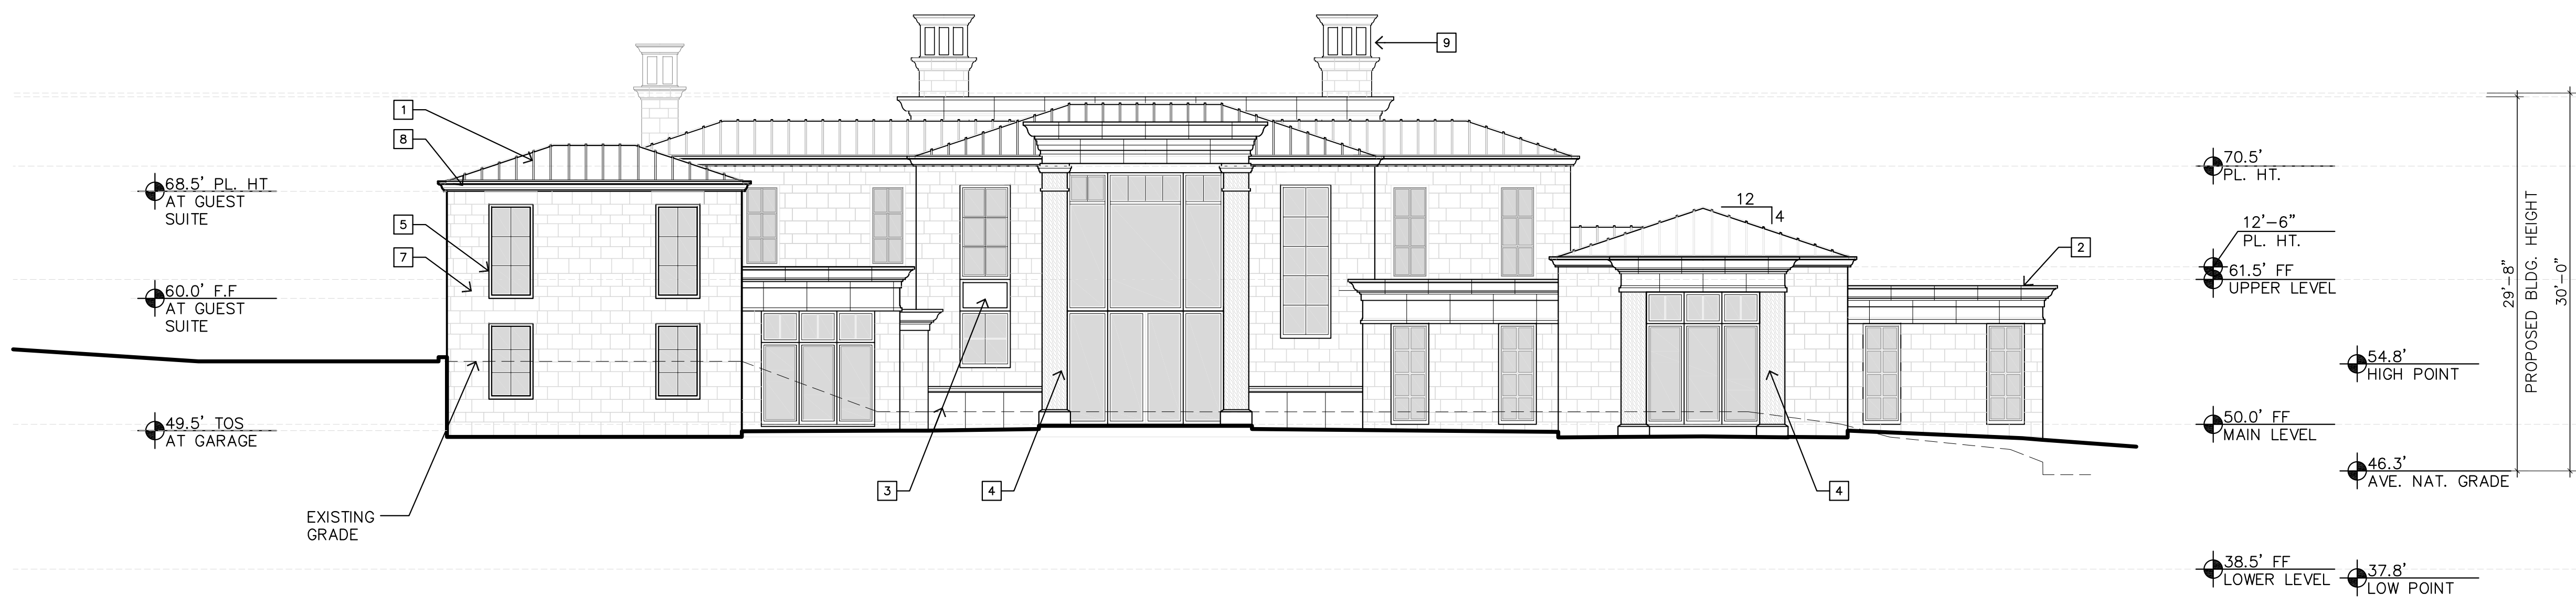 9
1
8
68.5' PL. HT
AT GUEST
SUITE
5
7
60.0' F.F
AT GUEST
SUITE
49.5' TOS
AT GARAGE
EXISTING
GRADE
3
4
4
12
4
2
70.5'
PL. HT.
12'-6"
PL. HT.
61.5' FF
UPPER LEVEL
54.8'
HIGH POINT
50.0' FF
MAIN LEVEL
46.3'
AVE. NAT. GRADE
38.5' FF
LOWER LEVEL
37.8'
LOW POINT
29'-8"
PROPOSED BLDG. HEIGHT
30'-0"